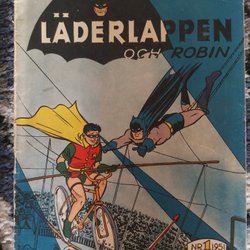 LÄDERLAPPEN
OCH ROBIN
NR 1 1951